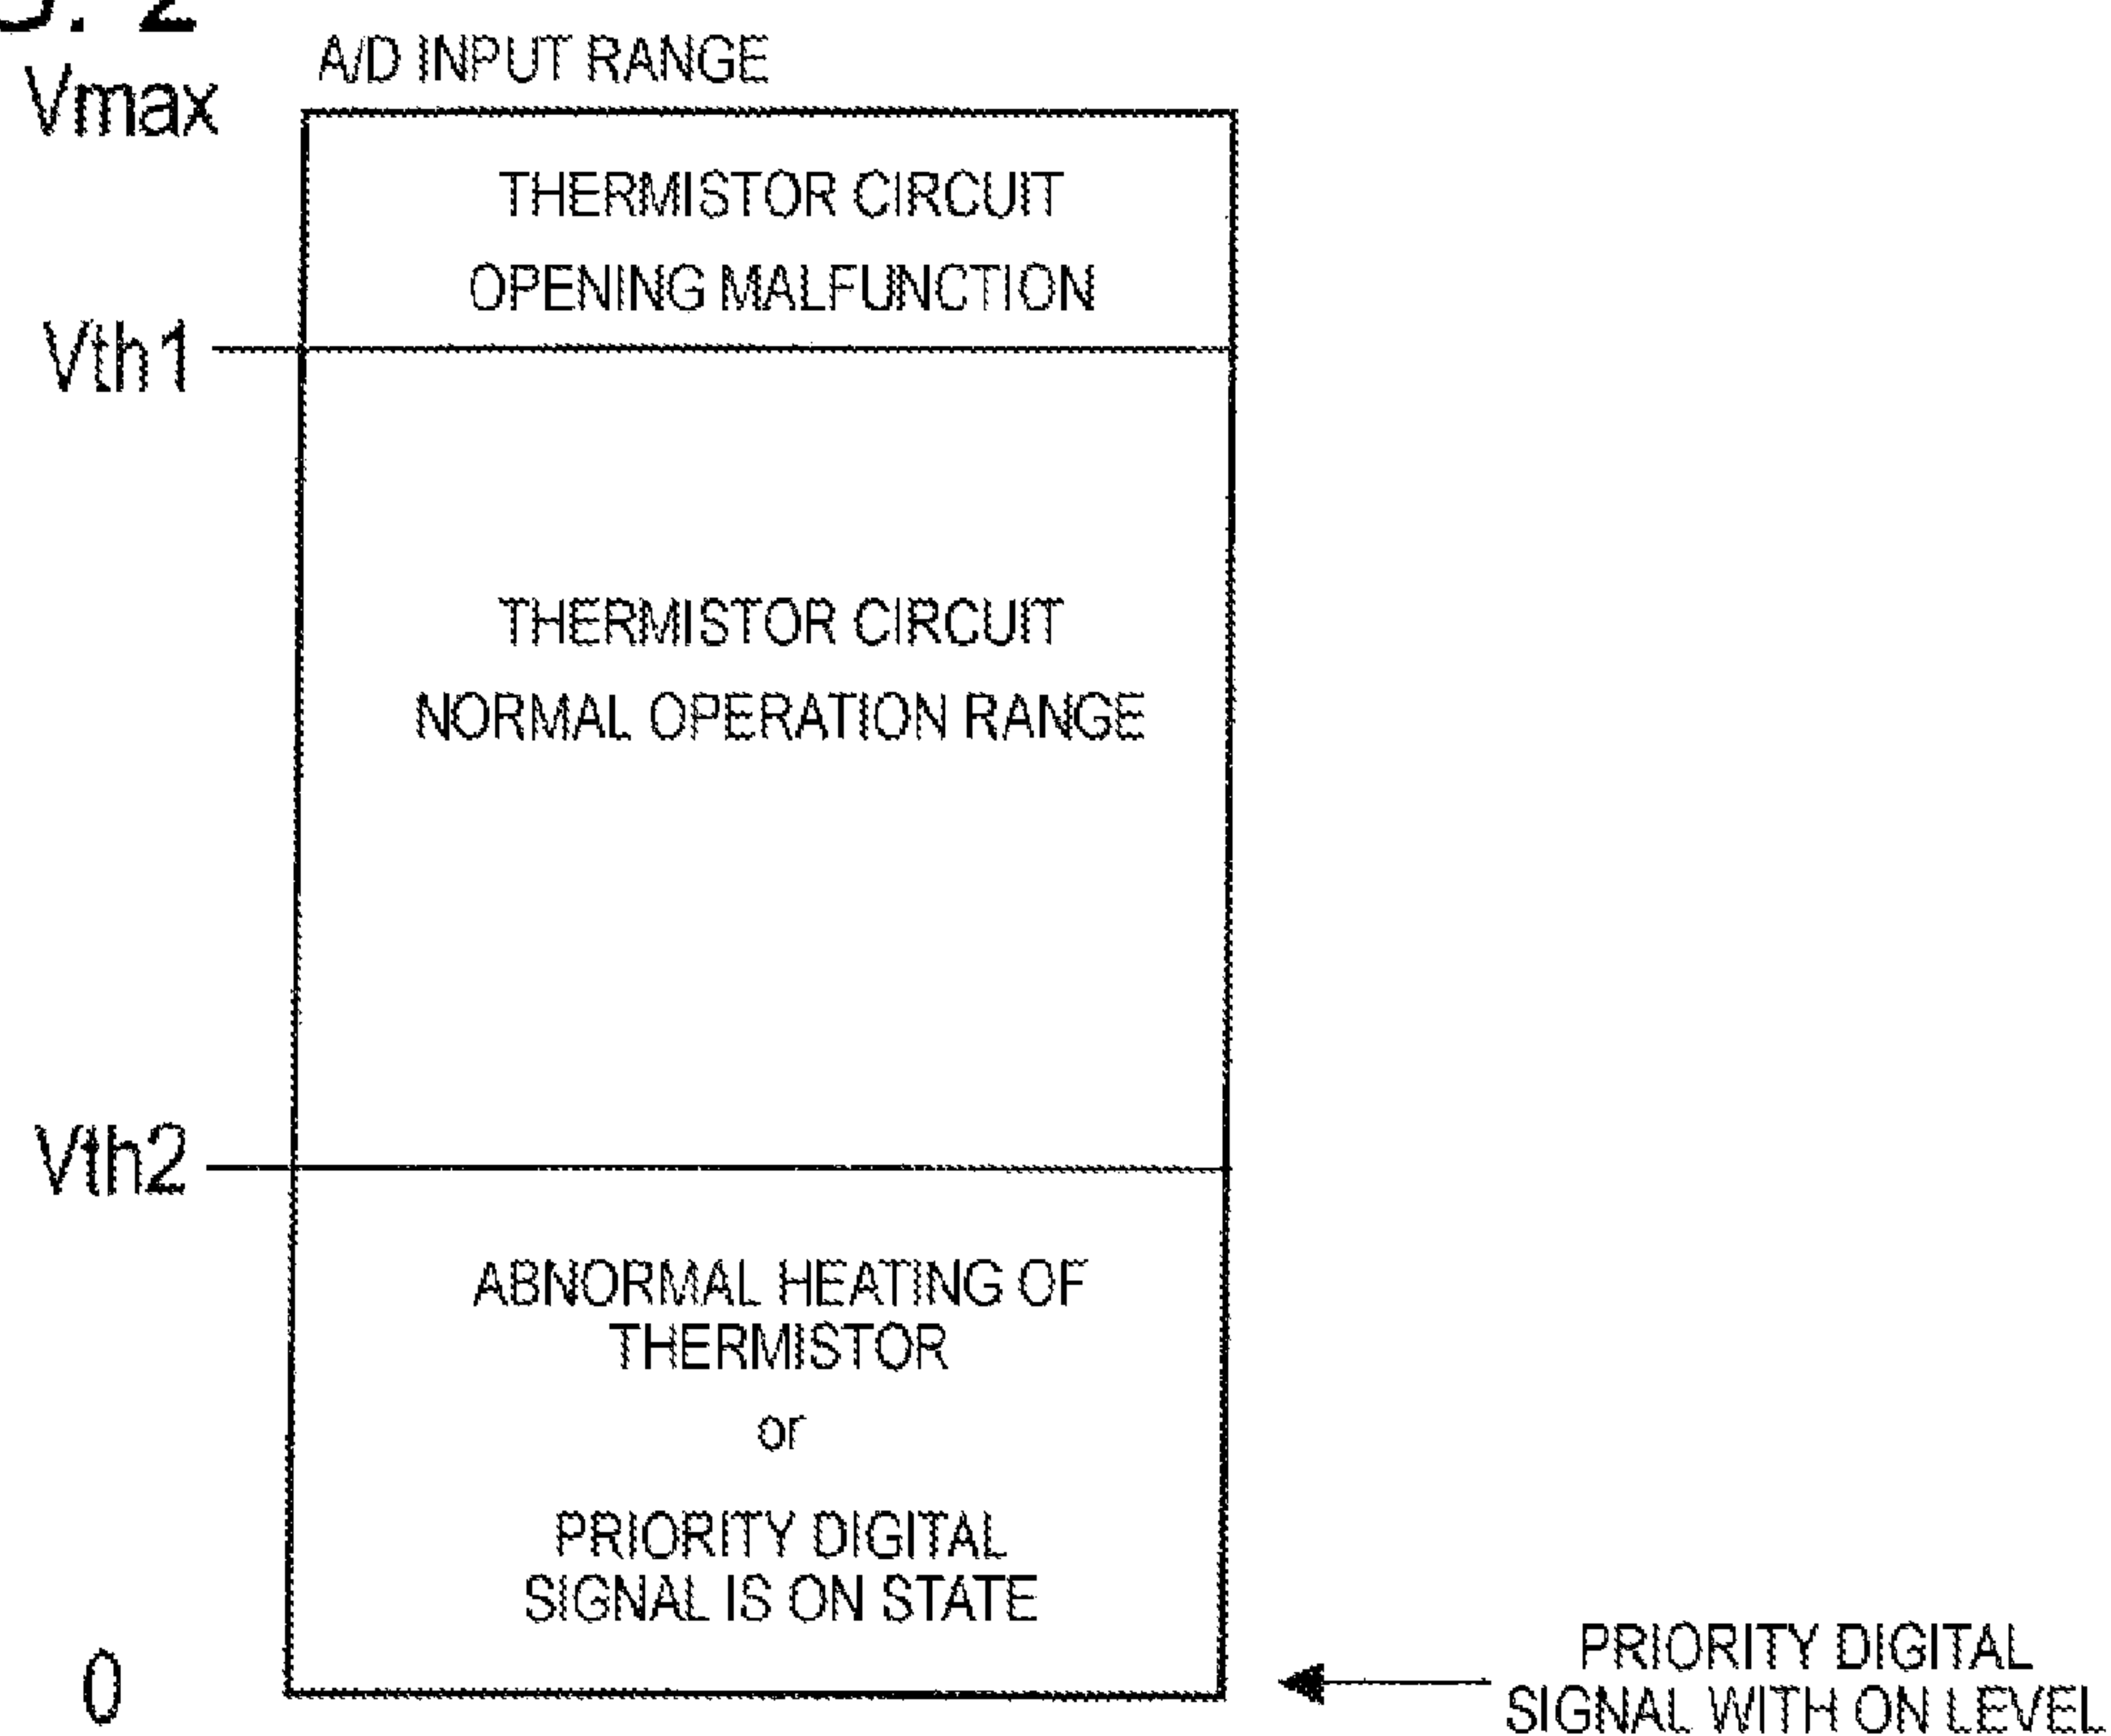 A/D INPUT RANGE
Vmax
THERMISTOR CIRCUIT
OPENING MALFUNCTION
Vth1
THERMISTOR CIRCUIT
NORMAL OPERATION RANGE
Vth2
ABNORMAL HEATING OF
THERMISTOR
or
PRIORITY DIGITAL
SIGNAL IS ON STATE
0
PRIORITY DIGITAL
SIGNAL WITH ON LEVEL